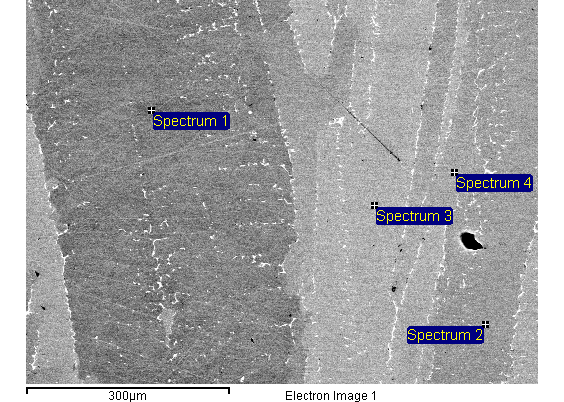 Spectrum 1
Spectrum 4
Spectrum 3
Spectrum 2
300µm
Electron Image 1